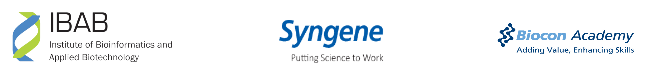 IBAB
Institute of Bioinformatics and
Applied Biotechnology
Syngene
Putting Science to Work
Biocon Academy
Adding Value, Enhancing Skills